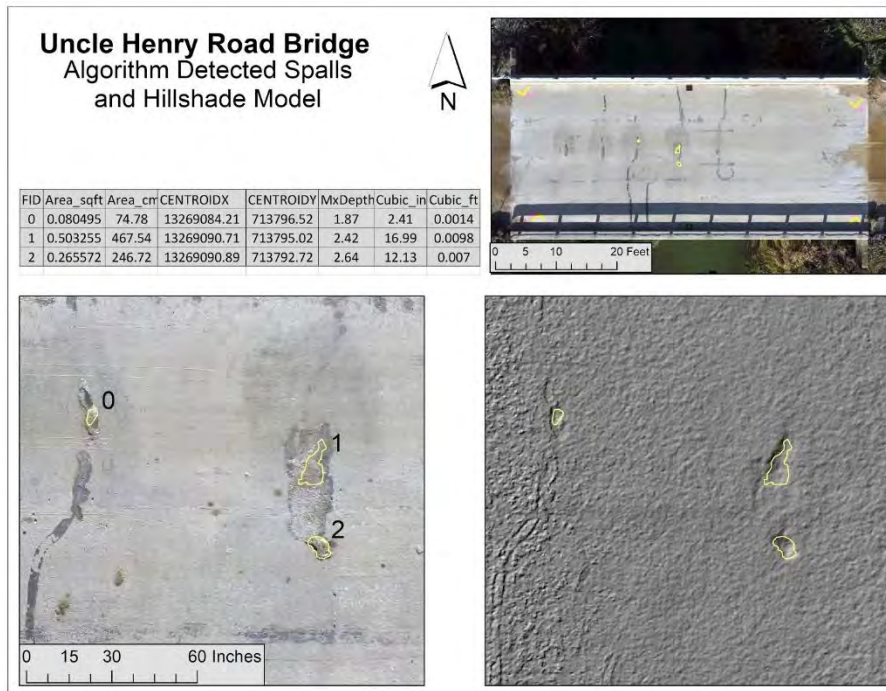 Uncle Henry Road Bridge
Algorithm Detected Spalls
and Hillshade Model
N
FID Area_sqft Area_cm CENTROIDX CENTROIDY MxDepth Cubic_in Cubic_ft
0 0.080495 74.78 13269084.21 713796.52 1.87 2.41 0.0014
1 0.503255 467.54 13269090.71 713795.02 2.42 16.99 0.0098
2 0.265572 246.72 13269090.89 713792.72 2.64 12.13 0.007
0 5 10 20 Feet
0
1
2
0 15 30 60 Inches